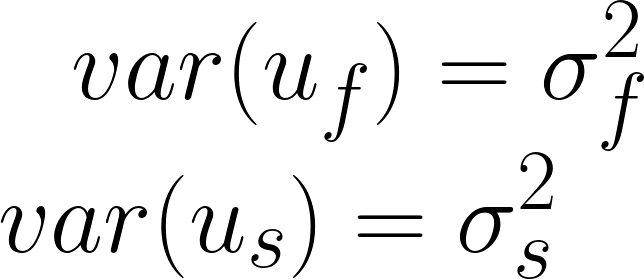 var(u_f) = σ_f^2
var(u_s) = σ_s^2